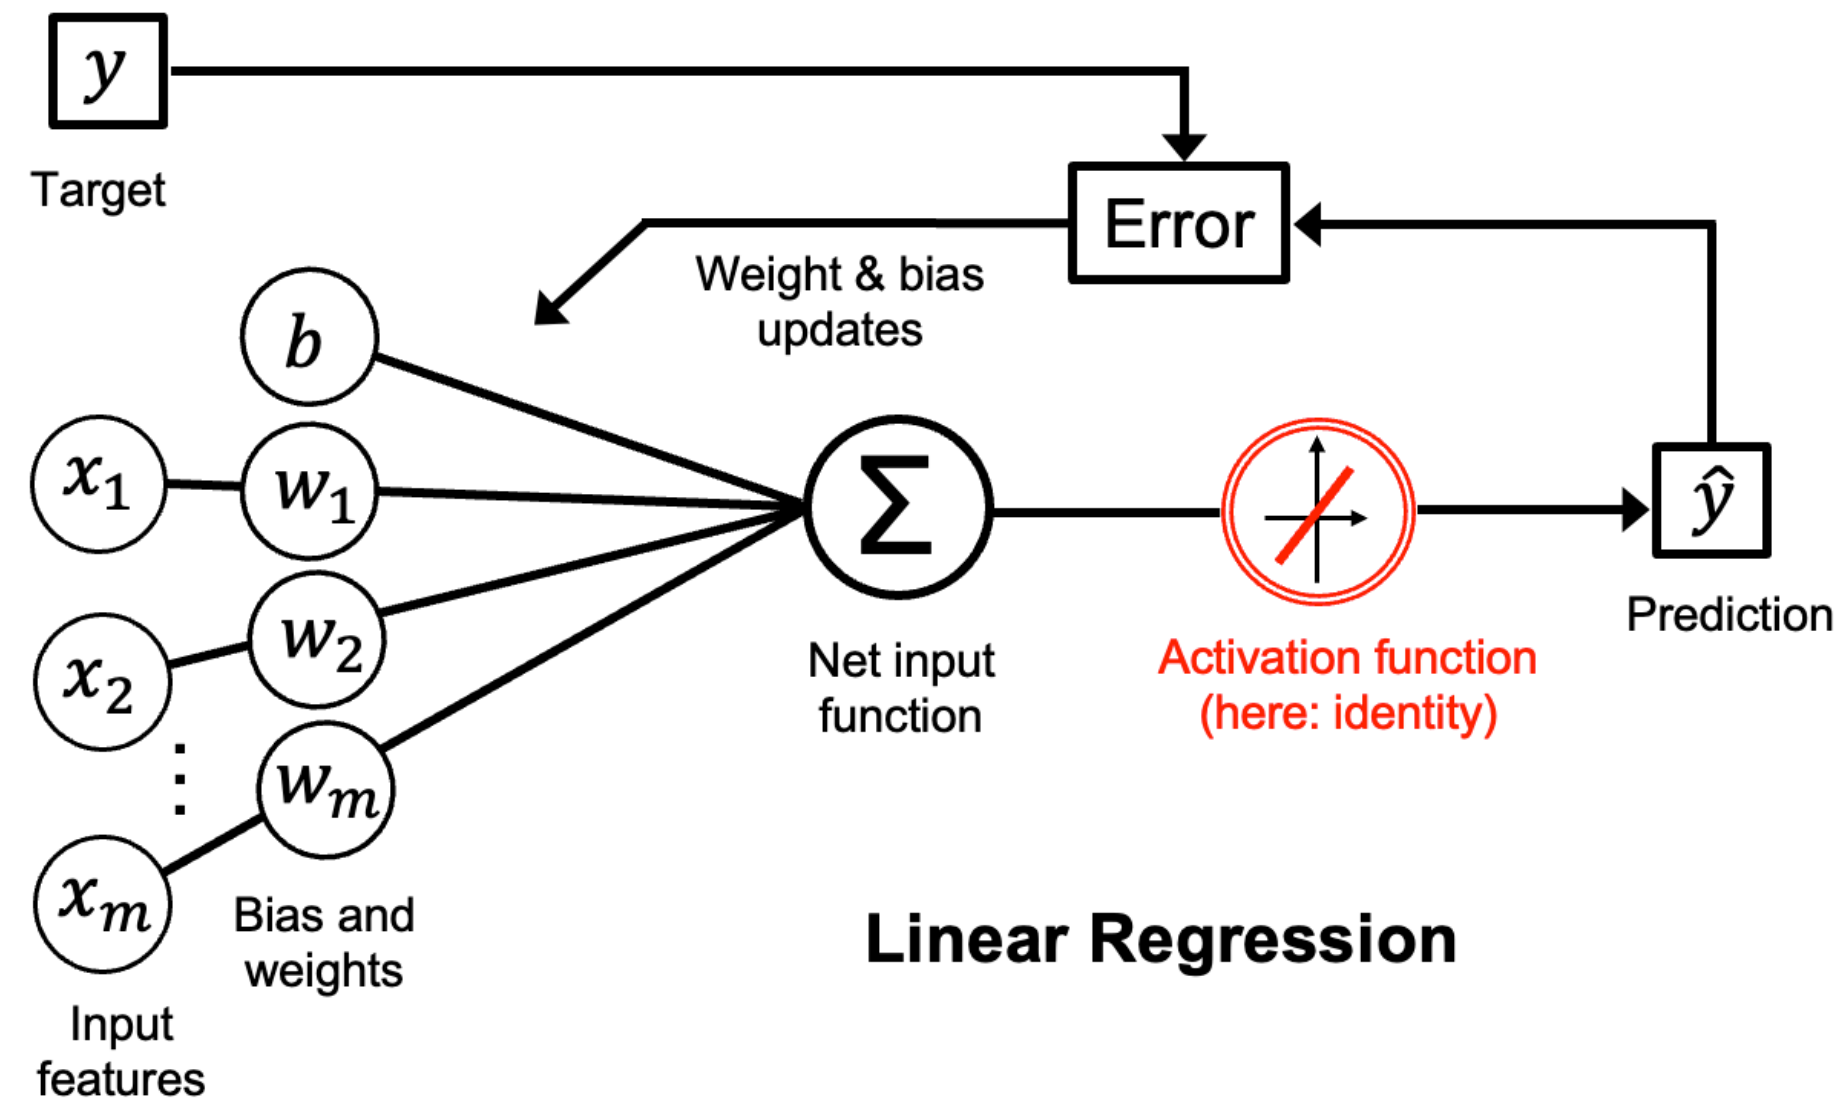 y
Target
Error
Weight & bias
updates
b
x₁
w₁
x₂
w₂
⋮
xₘ
wₘ
Σ
Net input
function
Activation function
(here: identity)
ŷ
Prediction
Bias and
weights
Input
features
Linear Regression